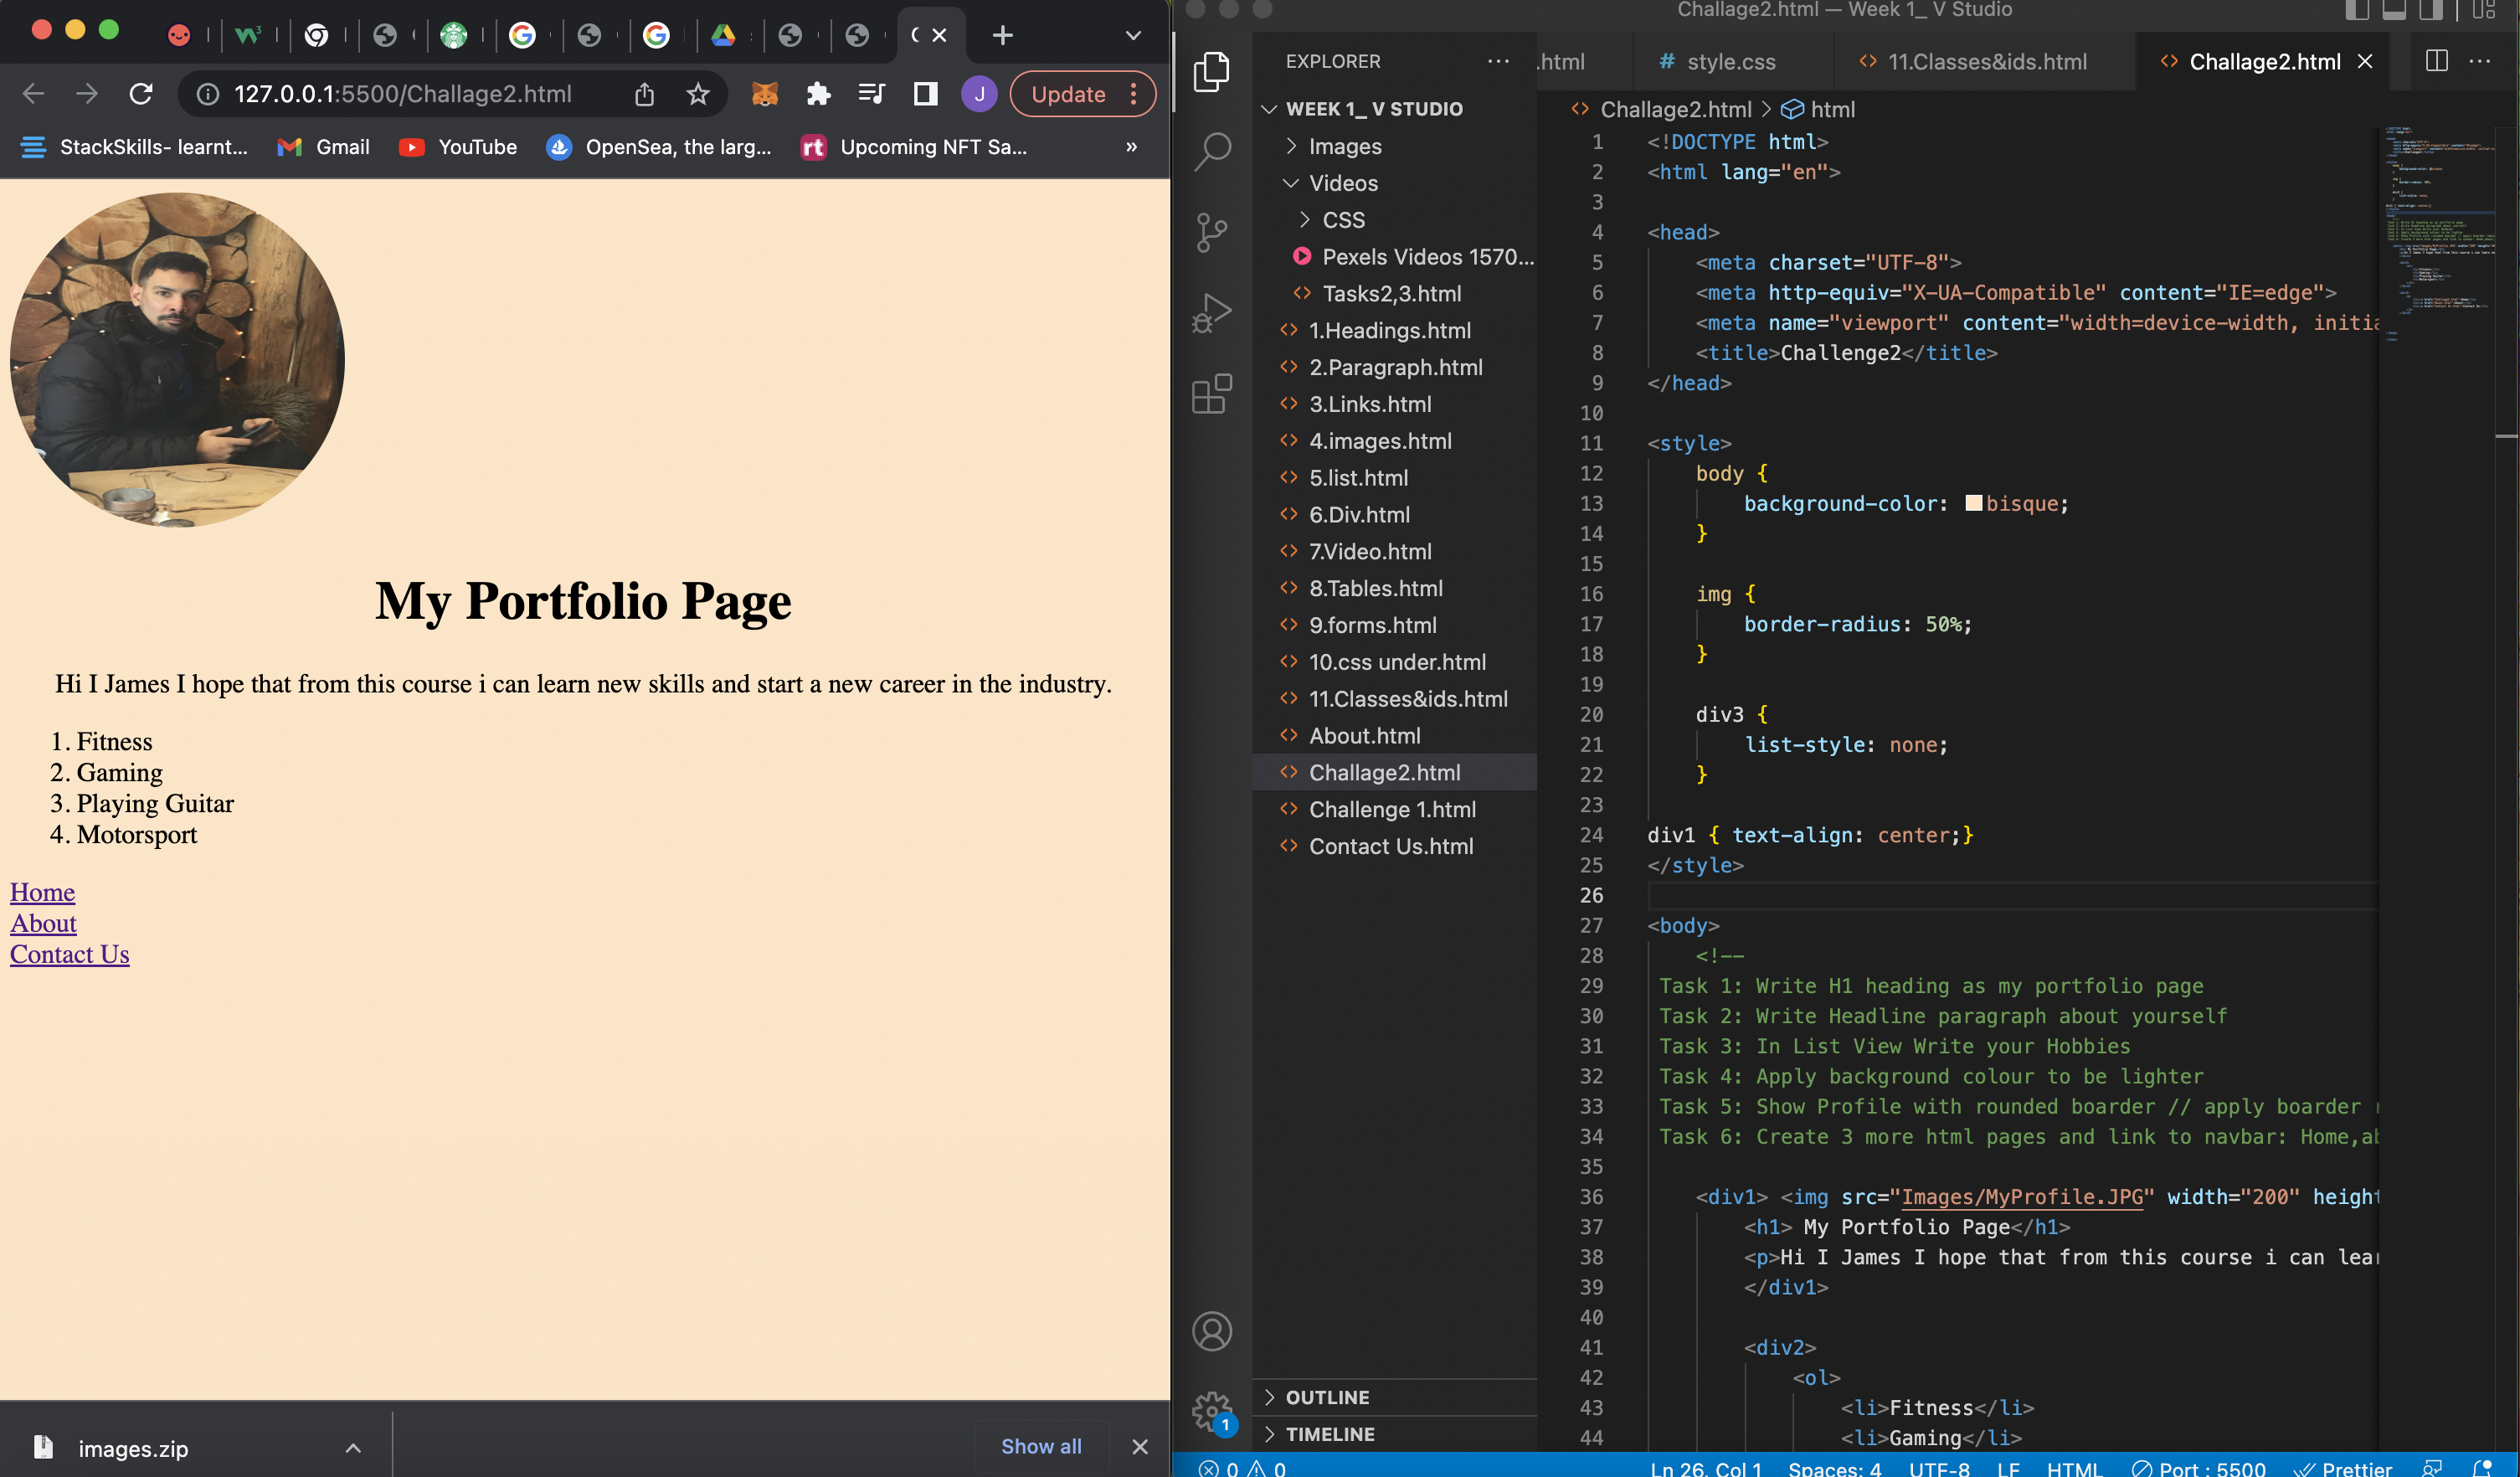 127.0.0.1:5500/Challage2.html
Update
StackSkills- learnt...
Gmail
YouTube
OpenSea, the larg...
Upcoming NFT Sa...
J
My Portfolio Page
Hi I James I hope that from this course i can learn new skills and start a new career in the industry.
1. Fitness
2. Gaming
3. Playing Guitar
4. Motorsport
Home
About
Contact Us
images.zip
Show all
Challage2.html — Week 1_ V Studio
EXPLORER
WEEK 1_ V STUDIO
Images
Videos
CSS
Pexels Videos 1570...
Tasks2,3.html
1.Headings.html
2.Paragraph.html
3.Links.html
4.images.html
5.list.html
6.Div.html
7.Video.html
8.Tables.html
9.forms.html
10.css under.html
11.Classes&ids.html
About.html
Challage2.html
Challenge 1.html
Contact Us.html
OUTLINE
TIMELINE
1
.html
# style.css
11.Classes&ids.html
Challage2.html
Challage2.html > html
1 <!DOCTYPE html>
2 <html lang="en">
3
4 <head>
5 <meta charset="UTF-8">
6 <meta http-equiv="X-UA-Compatible" content="IE=edge">
7 <meta name="viewport" content="width=device-width, initia
8 <title>Challenge2</title>
9 </head>
10
11 <style>
12 body {
13 background-color: bisque;
14 }
15
16 img {
17 border-radius: 50%;
18 }
19
20 div3 {
21 list-style: none;
22 }
23
24 div1 { text-align: center;}
25 </style>
26
27 <body>
28 <!--
29 Task 1: Write H1 heading as my portfolio page
30 Task 2: Write Headline paragraph about yourself
31 Task 3: In List View Write your Hobbies
32 Task 4: Apply background colour to be lighter
33 Task 5: Show Profile with rounded boarder // apply boarder
34 Task 6: Create 3 more html pages and link to navbar: Home,ab
35
36 <div1> <img src="Images/MyProfile.JPG" width="200" height
37 <h1> My Portfolio Page</h1>
38 <p>Hi I James I hope that from this course i can lear
39 </div1>
40
41 <div2>
42 <ol>
43 <li>Fitness</li>
44 <li>Gaming</li>
0 0
Ln 26, Col 1
Spaces: 4
UTF-8
LF
HTML
Port : 5500
Prettier